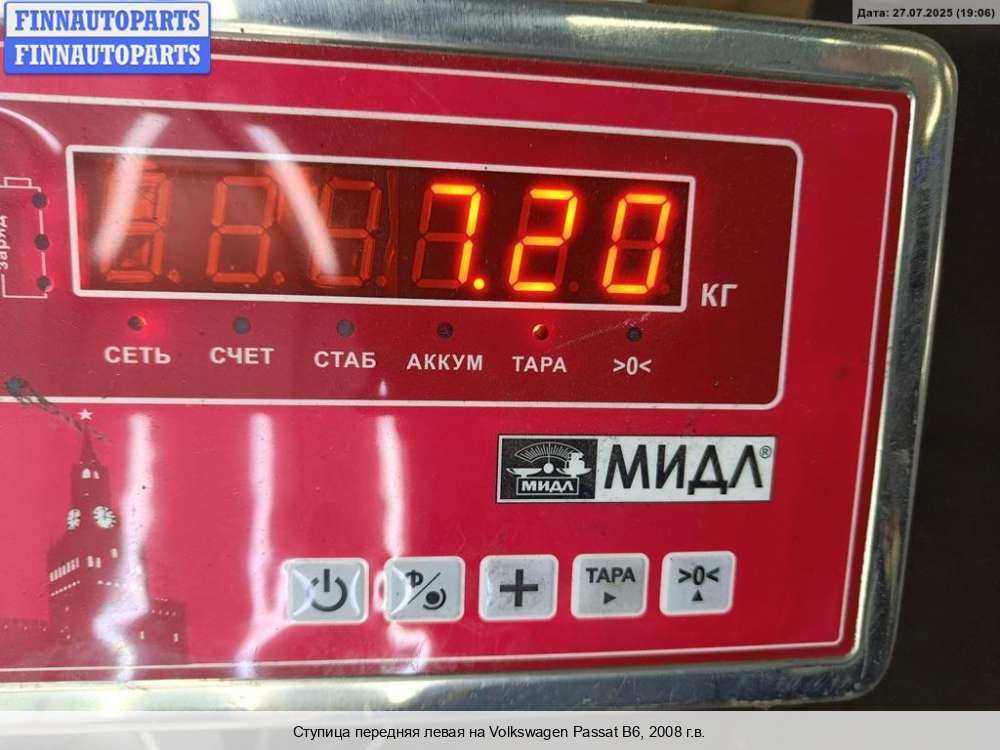 FINNAUTOPARTS
FINNAUTOPARTS
Дата: 27.07.2025 (19:06)
7.20
КГ
заряд
СЕТЬ СЧЕТ СТАБ АККУМ ТАРА >0<
МИДЛ МИДЛ®
ТАРА >0<
Ступица передняя левая на Volkswagen Passat B6, 2008 г.в.